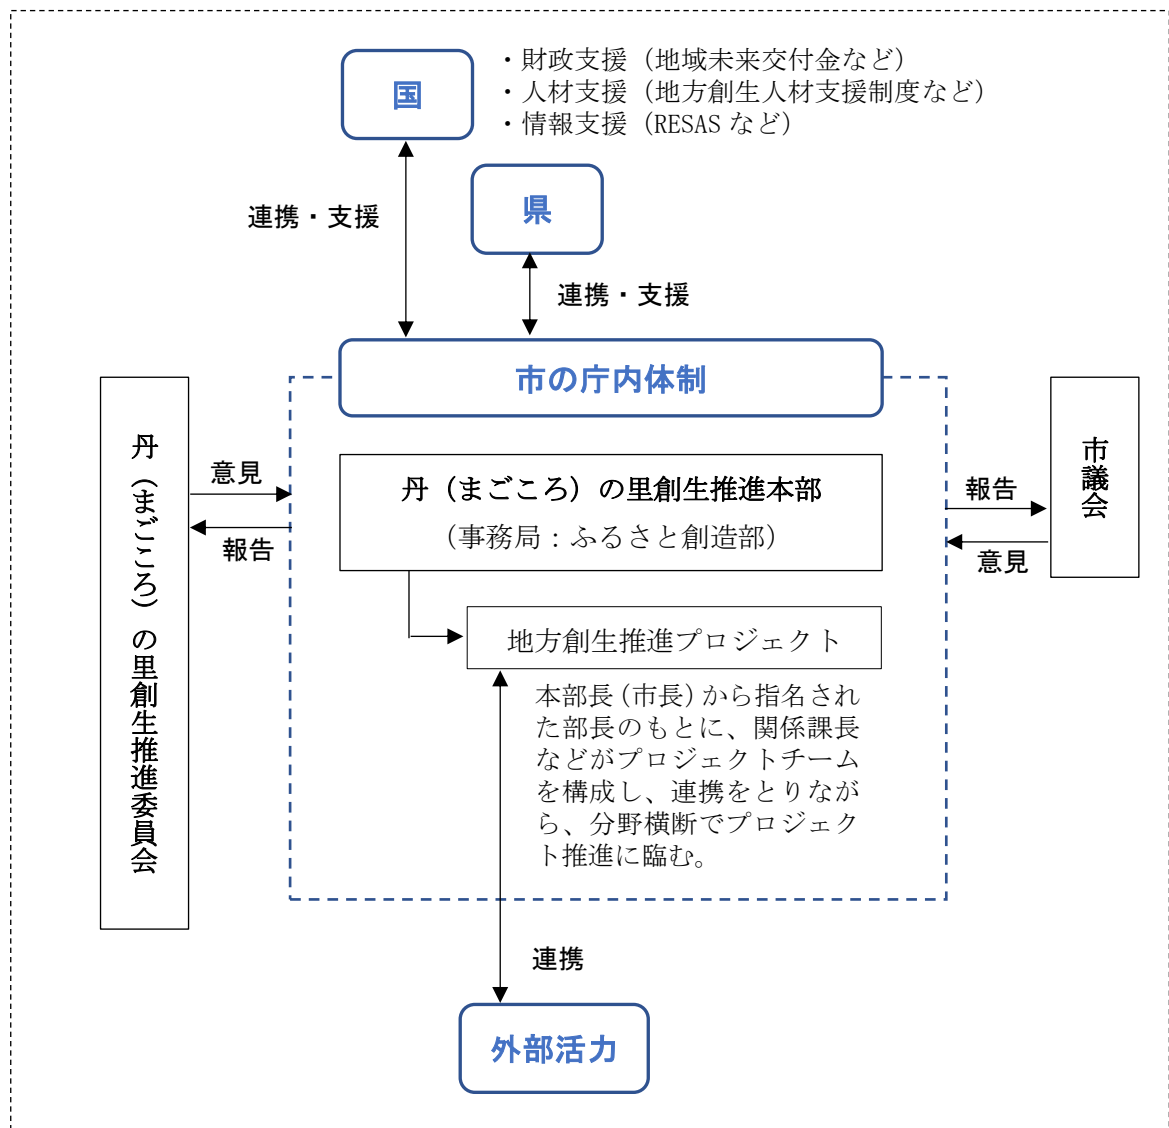 国
・財政支援（地域未来交付金など）
・人材支援（地方創生人材支援制度など）
・情報支援（RESAS など）
県
連携・支援
連携・支援
市の庁内体制
丹（まごころ）の里創生推進委員会
意見
報告
丹（まごころ）の里創生推進本部
（事務局：ふるさと創造部）
報告
意見
市議会
地方創生推進プロジェクト
本部長（市長）から指名され
た部長のもとに、関係課長
などがプロジェクトチーム
を構成し、連携をとりなが
ら、分野横断でプロジェク
ト推進に臨む。
連携
外部活力